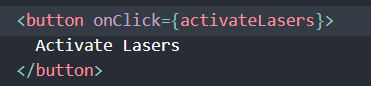 <button onClick={activateLasers}>
  Activate Lasers
</button>